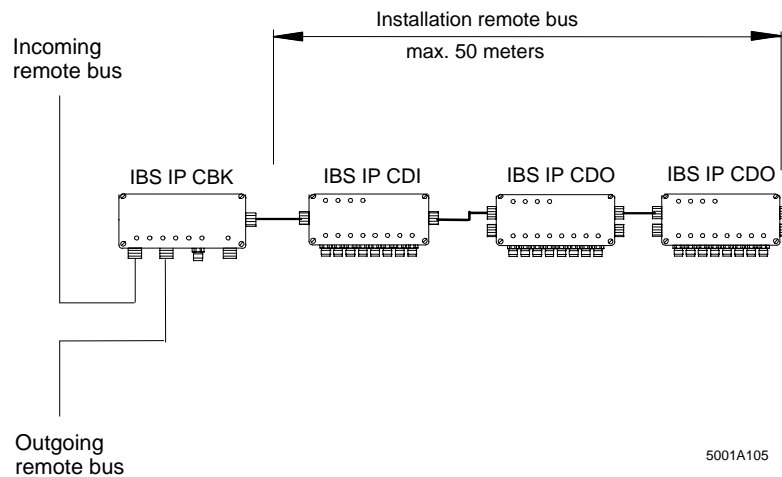 Installation remote bus
max. 50 meters
Incoming
remote bus
IBS IP CBK
IBS IP CDI
IBS IP CDO
IBS IP CDO
Outgoing
remote bus
5001A105